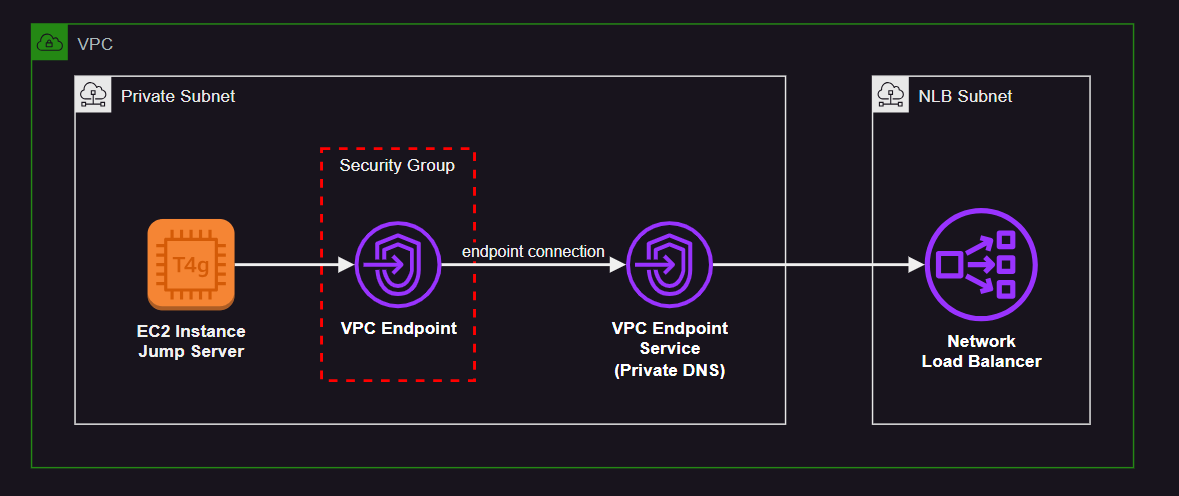 VPC
Private Subnet
NLB Subnet
Security Group
T4g
endpoint connection
EC2 Instance
Jump Server
VPC Endpoint
VPC Endpoint
Service
(Private DNS)
Network
Load Balancer